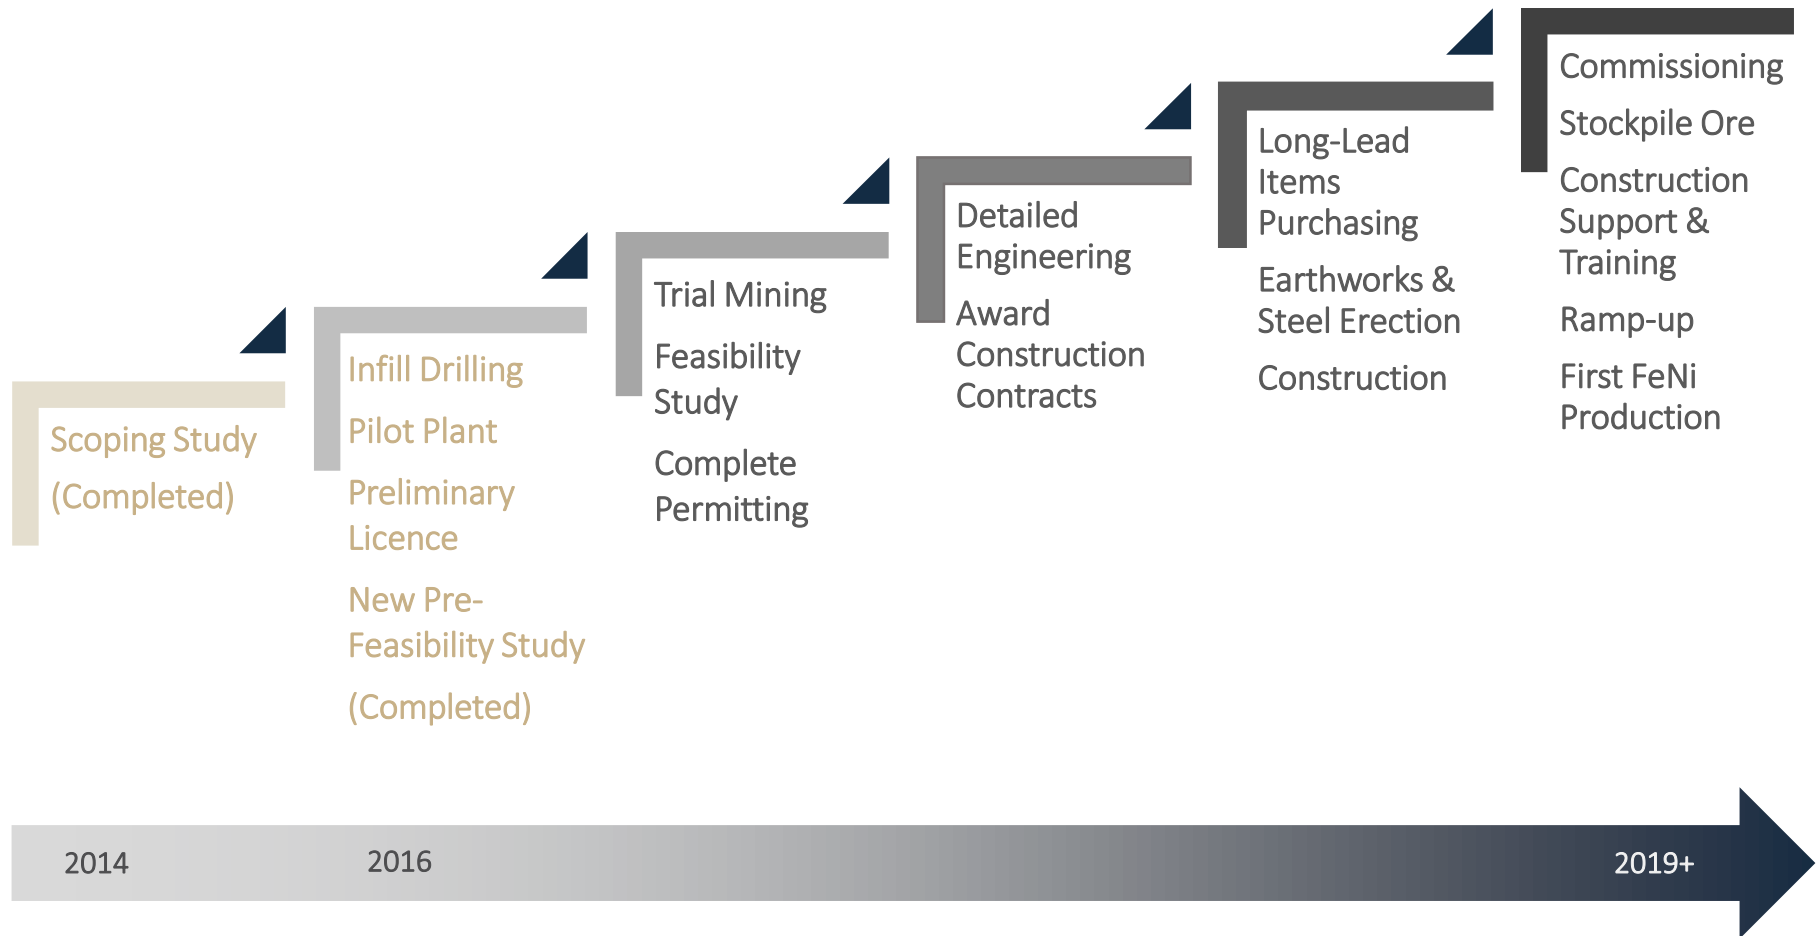 Scoping Study
(Completed)
Infill Drilling
Pilot Plant
Preliminary
Licence
New Pre-
Feasibility Study
(Completed)
Trial Mining
Feasibility
Study
Complete
Permitting
Detailed
Engineering
Award
Construction
Contracts
Long-Lead
Items
Purchasing
Earthworks &
Steel Erection
Construction
Commissioning
Stockpile Ore
Construction
Support &
Training
Ramp-up
First FeNi
Production
2014
2016
2019+